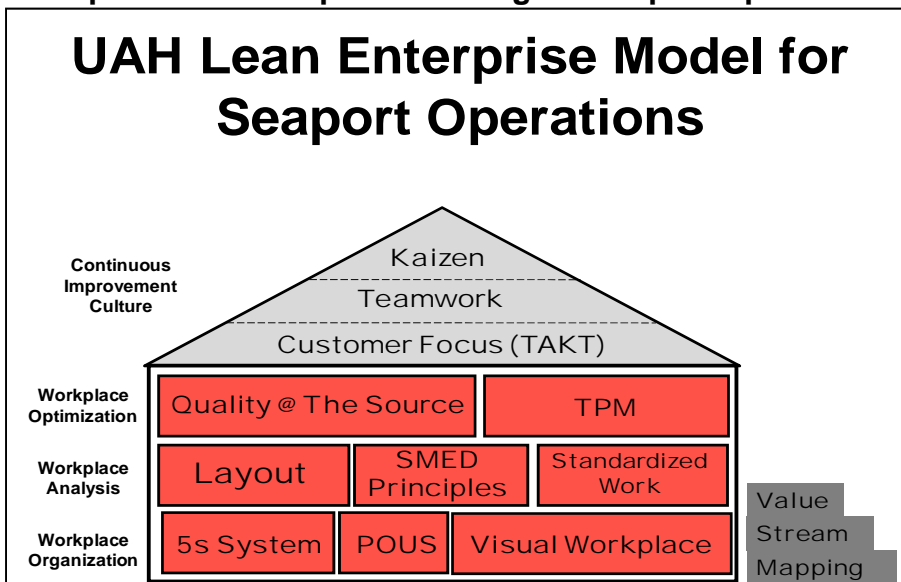 UAH Lean Enterprise Model for
Seaport Operations
Kaizen
Continuous
Improvement
Culture
Teamwork
Customer Focus (TAKT)
Workplace
Optimization
Quality @ The Source
TPM
Workplace
Analysis
Layout
SMED
Principles
Standardized
Work
Workplace
Organization
5s System
POUS
Visual Workplace
Value
Stream
Mapping